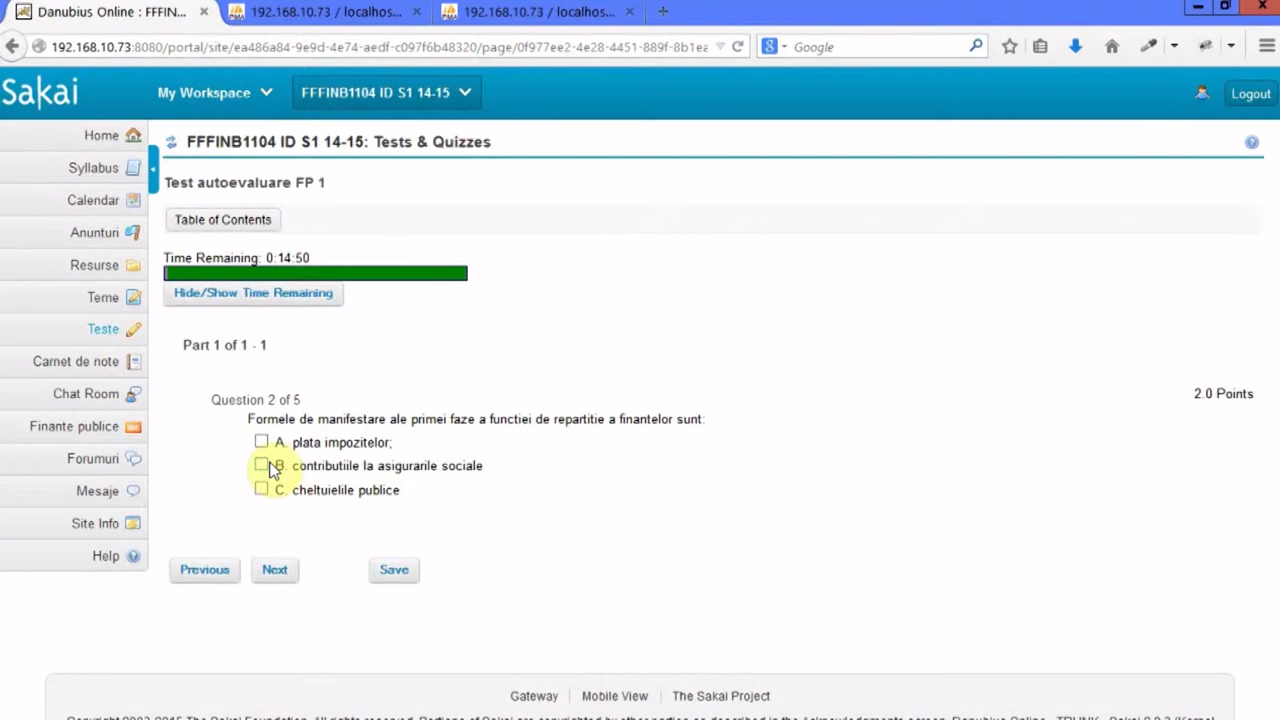 Danubius Online : FFFIN...
192.168.10.73 / localhos...
192.168.10.73 / localhos...
192.168.10.73:8080/portal/site/ea486a84-9e9d-4e74-aedf-c097f6b48320/page/0f977ee2-4e28-4451-889f-8b1ea
Google
Sakai
My Workspace
FFFINB1104 ID S1 14-15
Logout
Home
Syllabus
Calendar
Anunturi
Resurse
Teme
Teste
Carnet de note
Chat Room
Finante publice
Forumuri
Mesaje
Site Info
Help
FFFINB1104 ID S1 14-15: Tests & Quizzes
Test autoevaluare FP 1
Table of Contents
Time Remaining: 0:14:50
Hide/Show Time Remaining
Part 1 of 1 - 1
Question 2 of 5
2.0 Points
Formele de manifestare ale primei faze a functiei de repartitie a finantelor sunt:
A. plata impozitelor;
B. contributiile la asigurarile sociale
C. cheltuielile publice
Previous
Next
Save
Gateway | Mobile View | The Sakai Project